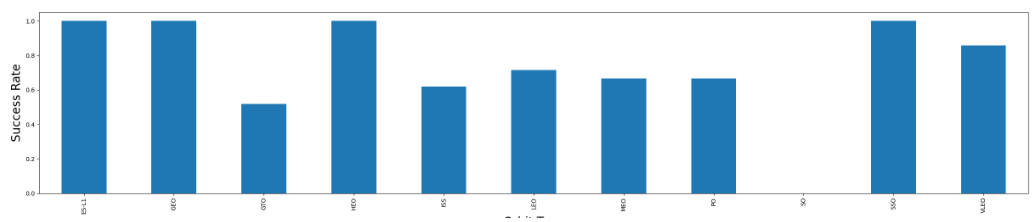 1.0
0.8
0.6
0.4
0.2
0.0
Success Rate
ES-L1
GEO
GTO
HEO
ISS
LEO
MEO
PO
SO
SSO
VLEO